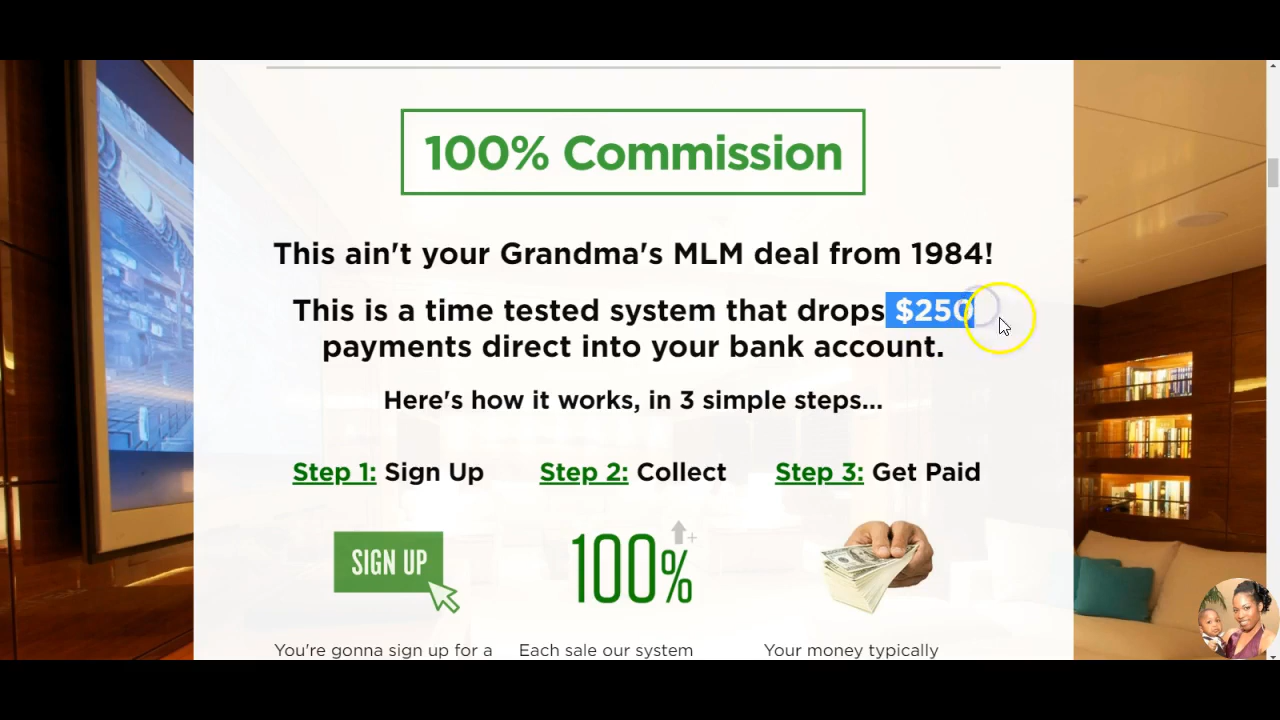 100% Commission
This ain't your Grandma's MLM deal from 1984!
This is a time tested system that drops $250
payments direct into your bank account.
Here's how it works, in 3 simple steps...
Step 1: Sign Up
Step 2: Collect
Step 3: Get Paid
SIGN UP
100%
You're gonna sign up for a
Each sale our system
Your money typically